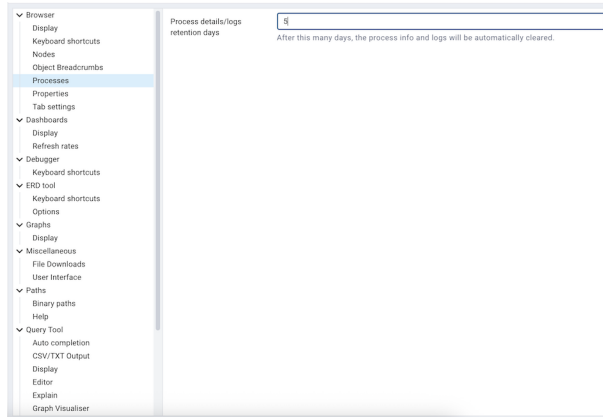 Browser
Display
Keyboard shortcuts
Nodes
Object Breadcrumbs
Processes
Properties
Tab settings
Dashboards
Display
Refresh rates
Debugger
Keyboard shortcuts
ERD tool
Keyboard shortcuts
Options
Graphs
Display
Miscellaneous
File Downloads
User Interface
Paths
Binary paths
Help
Query Tool
Auto completion
CSV/TXT Output
Display
Editor
Explain
Graph Visualiser
Process details/logs
retention days
5
After this many days, the process info and logs will be automatically cleared.